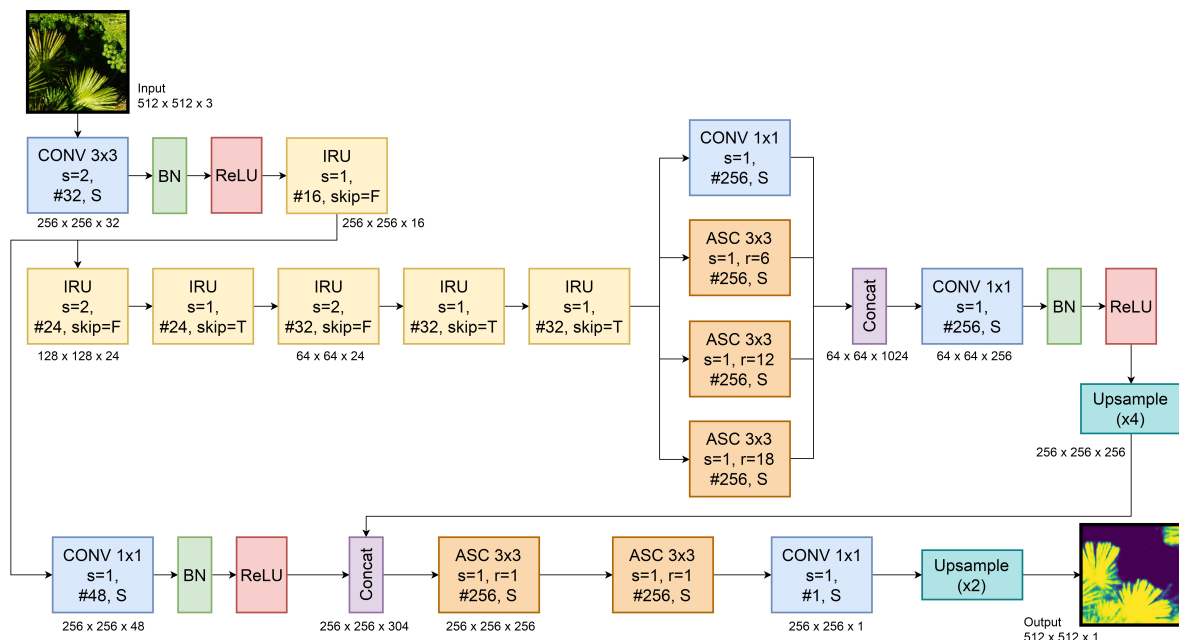 Input
512 x 512 x 3
CONV 3x3
s=2,
#32, S
256 x 256 x 32
BN
ReLU
IRU
s=1,
#16, skip=F
256 x 256 x 16
IRU
s=2,
#24, skip=F
128 x 128 x 24
IRU
s=1,
#24, skip=T
IRU
s=2,
#32, skip=F
64 x 64 x 24
IRU
s=1,
#32, skip=T
IRU
s=1,
#32, skip=T
CONV 1x1
s=1,
#256, S
ASC 3x3
s=1, r=6
#256, S
ASC 3x3
s=1, r=12
#256, S
ASC 3x3
s=1, r=18
#256, S
Concat
64 x 64 x 1024
CONV 1x1
s=1,
#256, S
64 x 64 x 256
BN
ReLU
Upsample
(x4)
256 x 256 x 256
CONV 1x1
s=1,
#48, S
256 x 256 x 48
BN
ReLU
Concat
256 x 256 x 304
ASC 3x3
s=1, r=1
#256, S
256 x 256 x 256
ASC 3x3
s=1, r=1
#256, S
CONV 1x1
s=1,
#1, S
256 x 256 x 1
Upsample
(x2)
Output
512 x 512 x 1